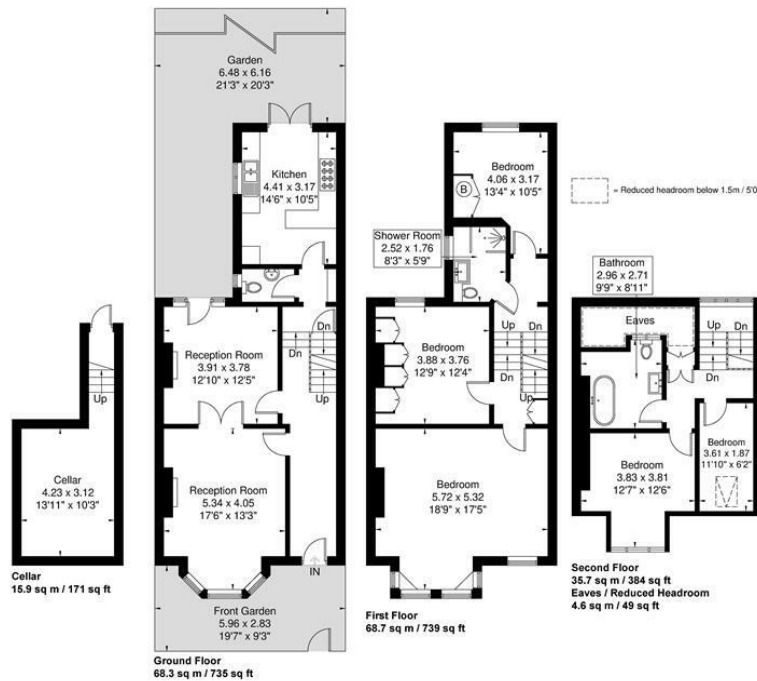 Garden
6.48 x 6.16
21'3" x 20'3"
Kitchen
4.41 x 3.17
14'6" x 10'5"
Reception Room
3.91 x 3.78
12'10" x 12'5"
Dn
Dn
Up
Reception Room
5.34 x 4.05
17'6" x 13'3"
IN
Front Garden
5.96 x 2.83
19'7" x 9'3"
Ground Floor
68.3 sq m / 735 sq ft
Up
Cellar
4.23 x 3.12
13'11" x 10'3"
Cellar
15.9 sq m / 171 sq ft
Bedroom
4.06 x 3.17
13'4" x 10'5"
B
Shower Room
2.52 x 1.76
8'3" x 5'9"
Bedroom
3.88 x 3.76
12'9" x 12'4"
Up
Dn
Dn
Bedroom
5.72 x 5.32
18'9" x 17'5"
First Floor
68.7 sq m / 739 sq ft
= Reduced headroom below 1.5m / 5'0
Bathroom
2.96 x 2.71
9'9" x 8'11"
Eaves
Up
Dn
Dn
Bedroom
3.61 x 1.87
11'10" x 6'2"
Bedroom
3.83 x 3.81
12'7" x 12'6"
Second Floor
35.7 sq m / 384 sq ft
Eaves / Reduced Headroom
4.6 sq m / 49 sq ft